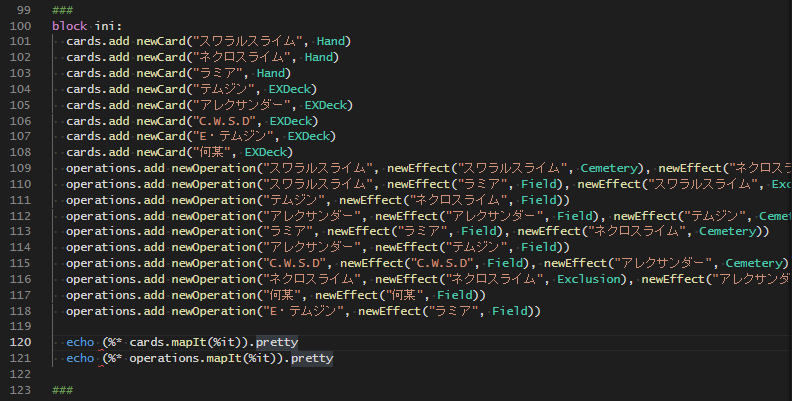 99 ###
100 block ini:
101 cards.add newCard("スワラルスライム", Hand)
102 cards.add newCard("ネクロスライム", Hand)
103 cards.add newCard("ラミア", Hand)
104 cards.add newCard("テムジン", EXDeck)
105 cards.add newCard("アレクサンダー", EXDeck)
106 cards.add newCard("C.W.S.D", EXDeck)
107 cards.add newCard("E・テムジン", EXDeck)
108 cards.add newCard("何某", EXDeck)
109 operations.add newOperation("スワラルスライム", newEffect("スワラルスライム", Cemetery), newEffect("ネクロス
110 operations.add newOperation("スワラルスライム", newEffect("ラミア", Field), newEffect("スワラルスライム", Exc
111 operations.add newOperation("テムジン", newEffect("ネクロスライム", Field))
112 operations.add newOperation("アレクサンダー", newEffect("アレクサンダー", Field), newEffect("テムジン", Ceme
113 operations.add newOperation("ラミア", newEffect("ラミア", Field), newEffect("ネクロスライム", Cemetery))
114 operations.add newOperation("アレクサンダー", newEffect("テムジン", Field))
115 operations.add newOperation("C.W.S.D", newEffect("C.W.S.D", Field), newEffect("アレクサンダー", Cemetery)
116 operations.add newOperation("ネクロスライム", newEffect("ネクロスライム", Exclusion), newEffect("アレクサンダ
117 operations.add newOperation("何某", newEffect("何某", Field))
118 operations.add newOperation("E・テムジン", newEffect("ラミア", Field))
119
120 echo (%* cards.mapIt(%it)).pretty
121 echo (%* operations.mapIt(%it)).pretty
122
123 ###